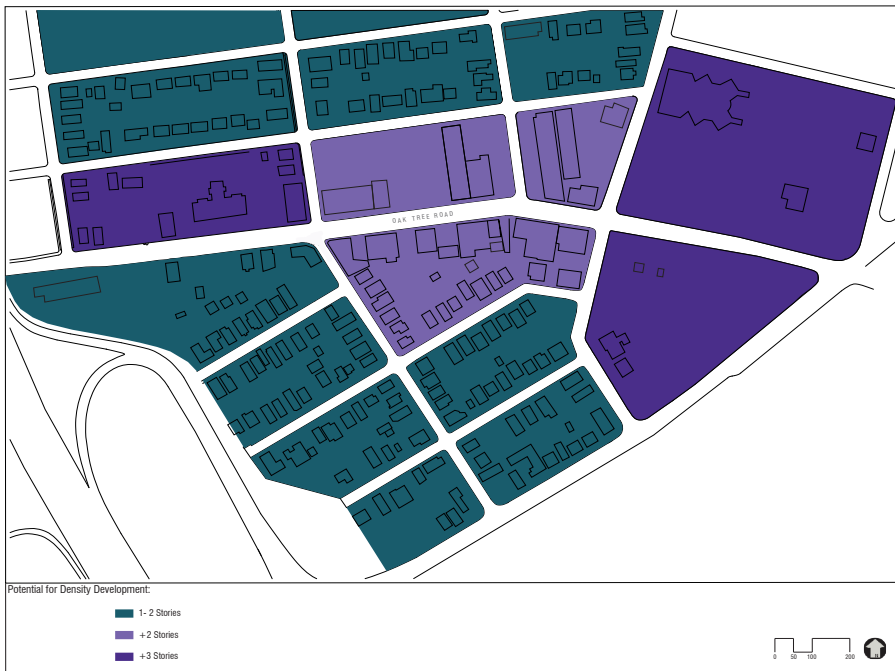 OAK TREE ROAD
Potential for Density Development:
1- 2 Stories
+2 Stories
+3 Stories
0 50 100 200
N